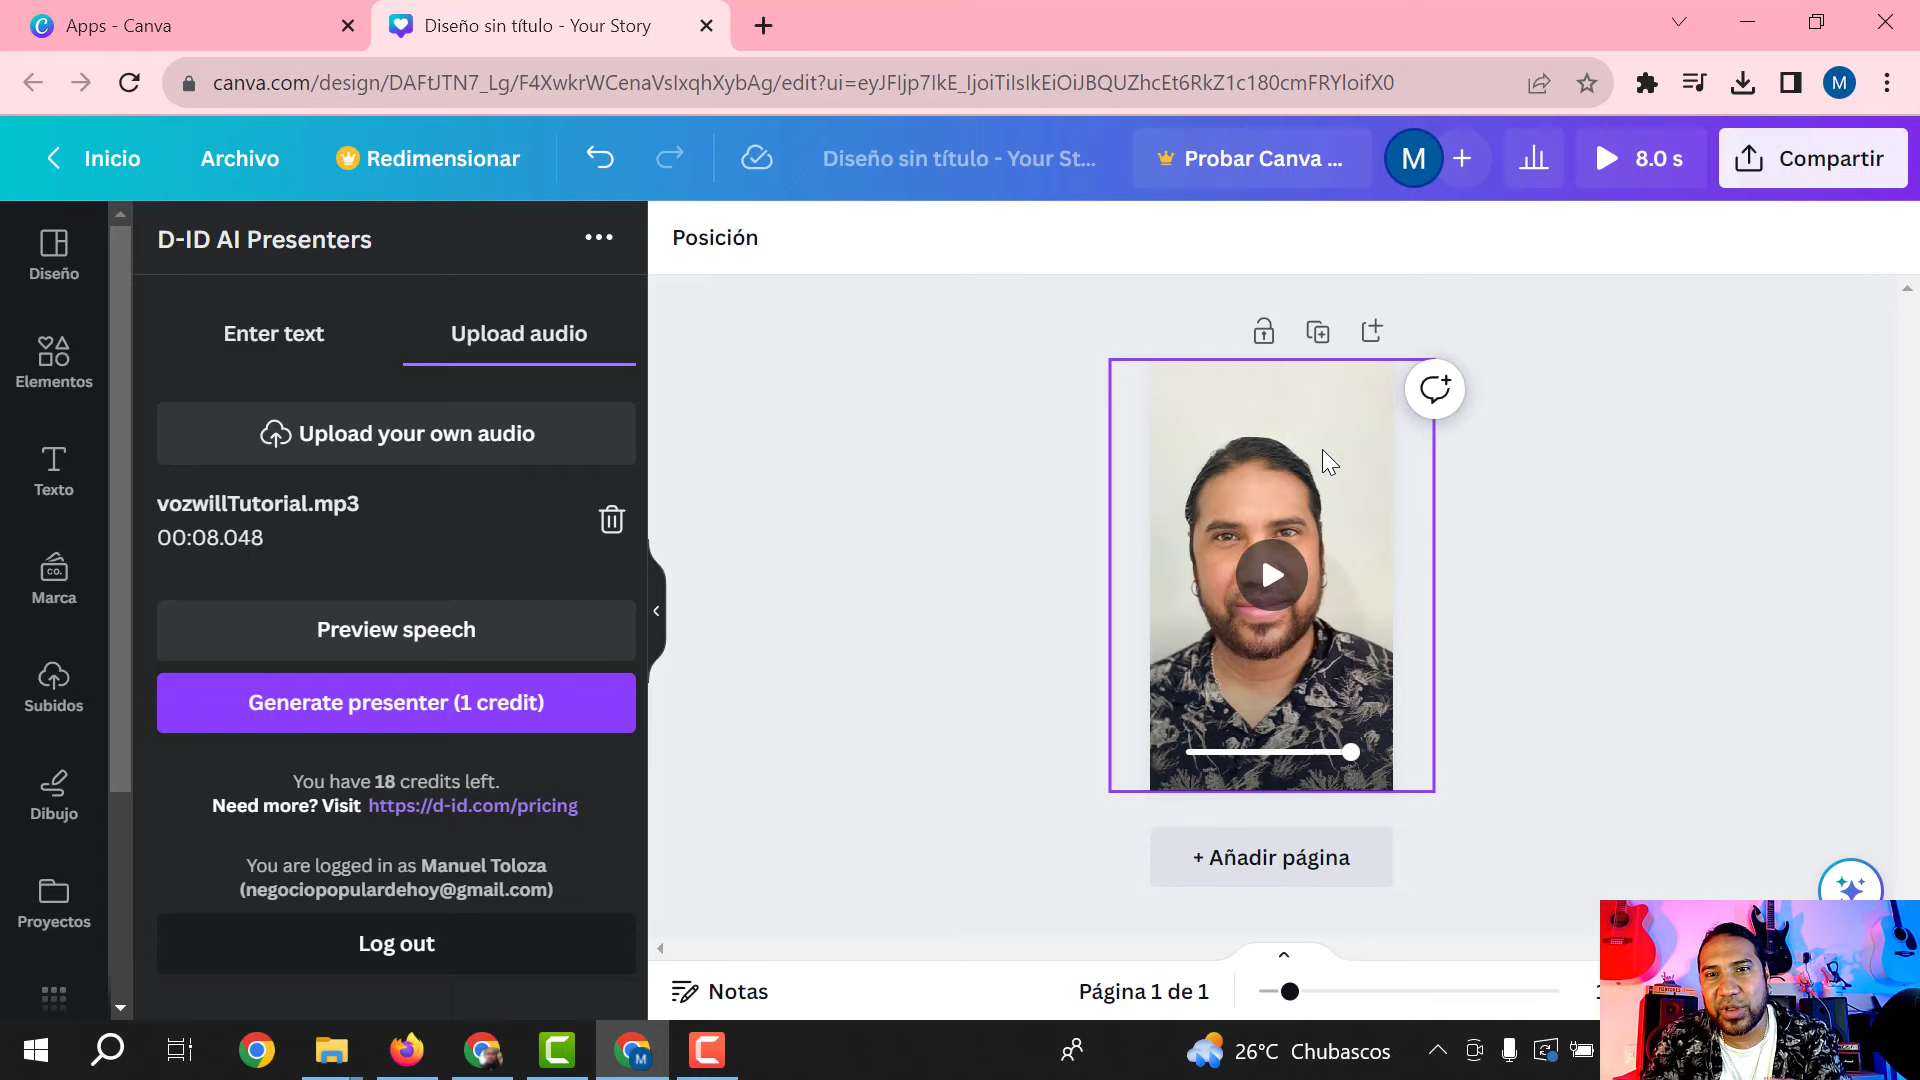 Apps - Canva
Diseño sin título - Your Story
canva.com/design/DAFtJTN7_Lg/F4XwkrWCenaVsIxqhXybAg/edit?ui=eyJFIjp7IkE_IjoiTiIsIkEiOiJBQUZhcEt6RkZ1c180cmFRYloifX0
M
Inicio
Archivo
Redimensionar
Diseño sin título - Your St...
Probar Canva ...
M
8.0 s
Compartir
Diseño
Elementos
Texto
CO.
Marca
Subidos
Dibujo
Proyectos
D-ID AI Presenters
Enter text
Upload audio
Upload your own audio
vozwillTutorial.mp3
00:08.048
Preview speech
Generate presenter (1 credit)
You have 18 credits left.
Need more? Visit https://d-id.com/pricing
You are logged in as Manuel Toloza
(negociopopulardehoy@gmail.com)
Log out
Posición
+ Añadir página
Notas
Página 1 de 1
26°C Chubascos